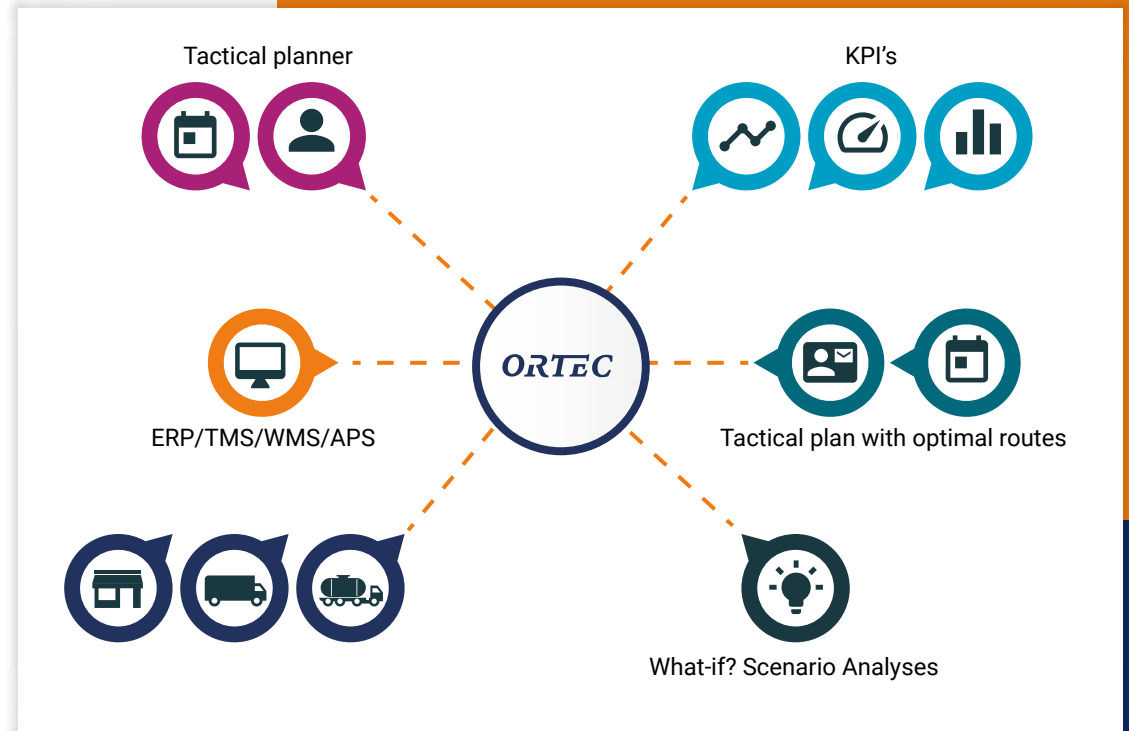 Tactical planner
KPI's
ORTEC
ERP/TMS/WMS/APS
Tactical plan with optimal routes
What-if? Scenario Analyses